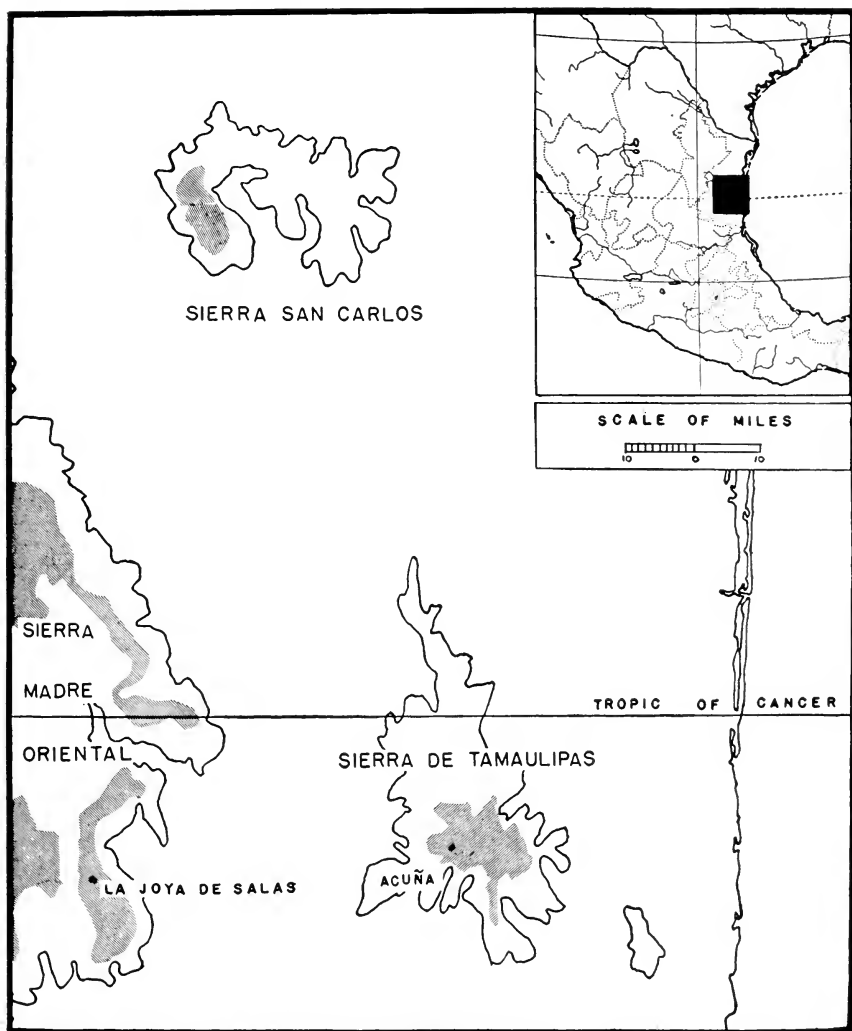 SIERRA SAN CARLOS
SCALE OF MILES
10 0 10
SIERRA
MADRE
TROPIC OF CANCER
ORIENTAL
SIERRA DE TAMAULIPAS
ACUÑA
LA JOYA DE SALAS